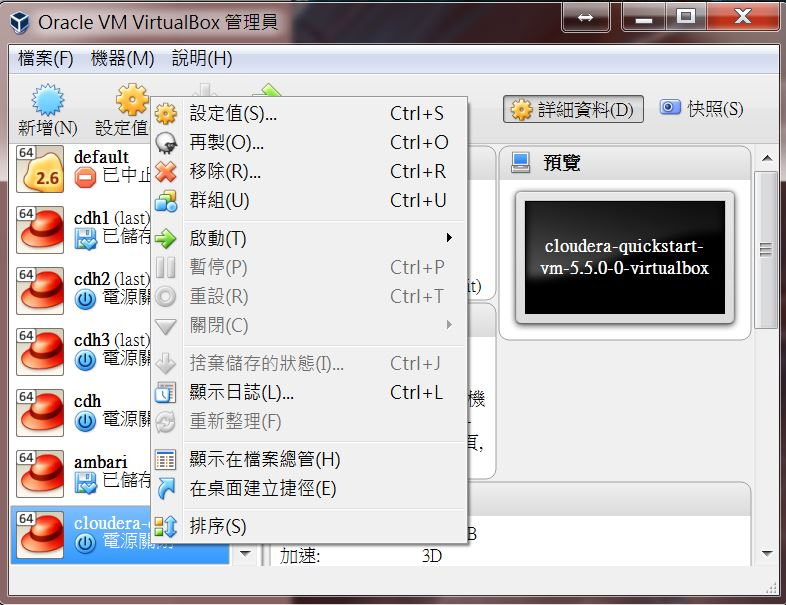 Oracle VM VirtualBox 管理員
檔案(F) 機器(M) 說明(H)
新增(N) 設定值
詳細資料(D) 快照(S)
64 default
2.6 已中止
64 cdh1 (last)
已儲存
64 cdh2 (last)
電源關
64 cdh3 (last)
電源關
64 cdh
電源關
64 ambari
已儲存
64 cloudera-
電源關閉
設定值(S)... Ctrl+S
再製(O)... Ctrl+O
移除(R)... Ctrl+R
群組(U) Ctrl+U
啟動(T)
暫停(P) Ctrl+P
重設(R) Ctrl+T
關閉(C)
捨棄儲存的狀態(I)... Ctrl+J
顯示日誌(L)... Ctrl+L
重新整理(F)
顯示在檔案總管(H)
在桌面建立捷徑(E)
排序(S)
it)
機
頁,
B
加速: 3D
預覽
cloudera-quickstart-
vm-5.5.0-0-virtualbox